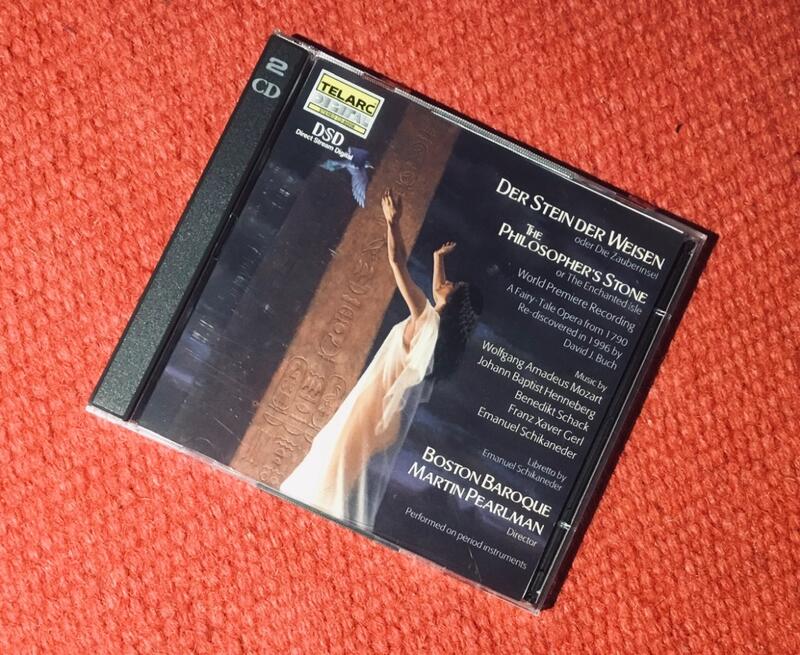 2
CD
TELARC
DIGITAL
DSD
Direct Stream Digital
DER STEIN DER WEISEN
oder Die Zauberinsel
THE
PHILOSOPHER'S STONE
or The Enchanted Isle
World Premiere Recording
A Fairy-Tale Opera from 1790
Re-discovered in 1996 by
David J. Buch
Music by
Wolfgang Amadeus Mozart
Johann Baptist Henneberg
Benedikt Schack
Franz Xaver Gerl
Emanuel Schikaneder
Libretto by
Emanuel Schikaneder
BOSTON BAROQUE
MARTIN PEARLMAN
Director
Performed on period instruments